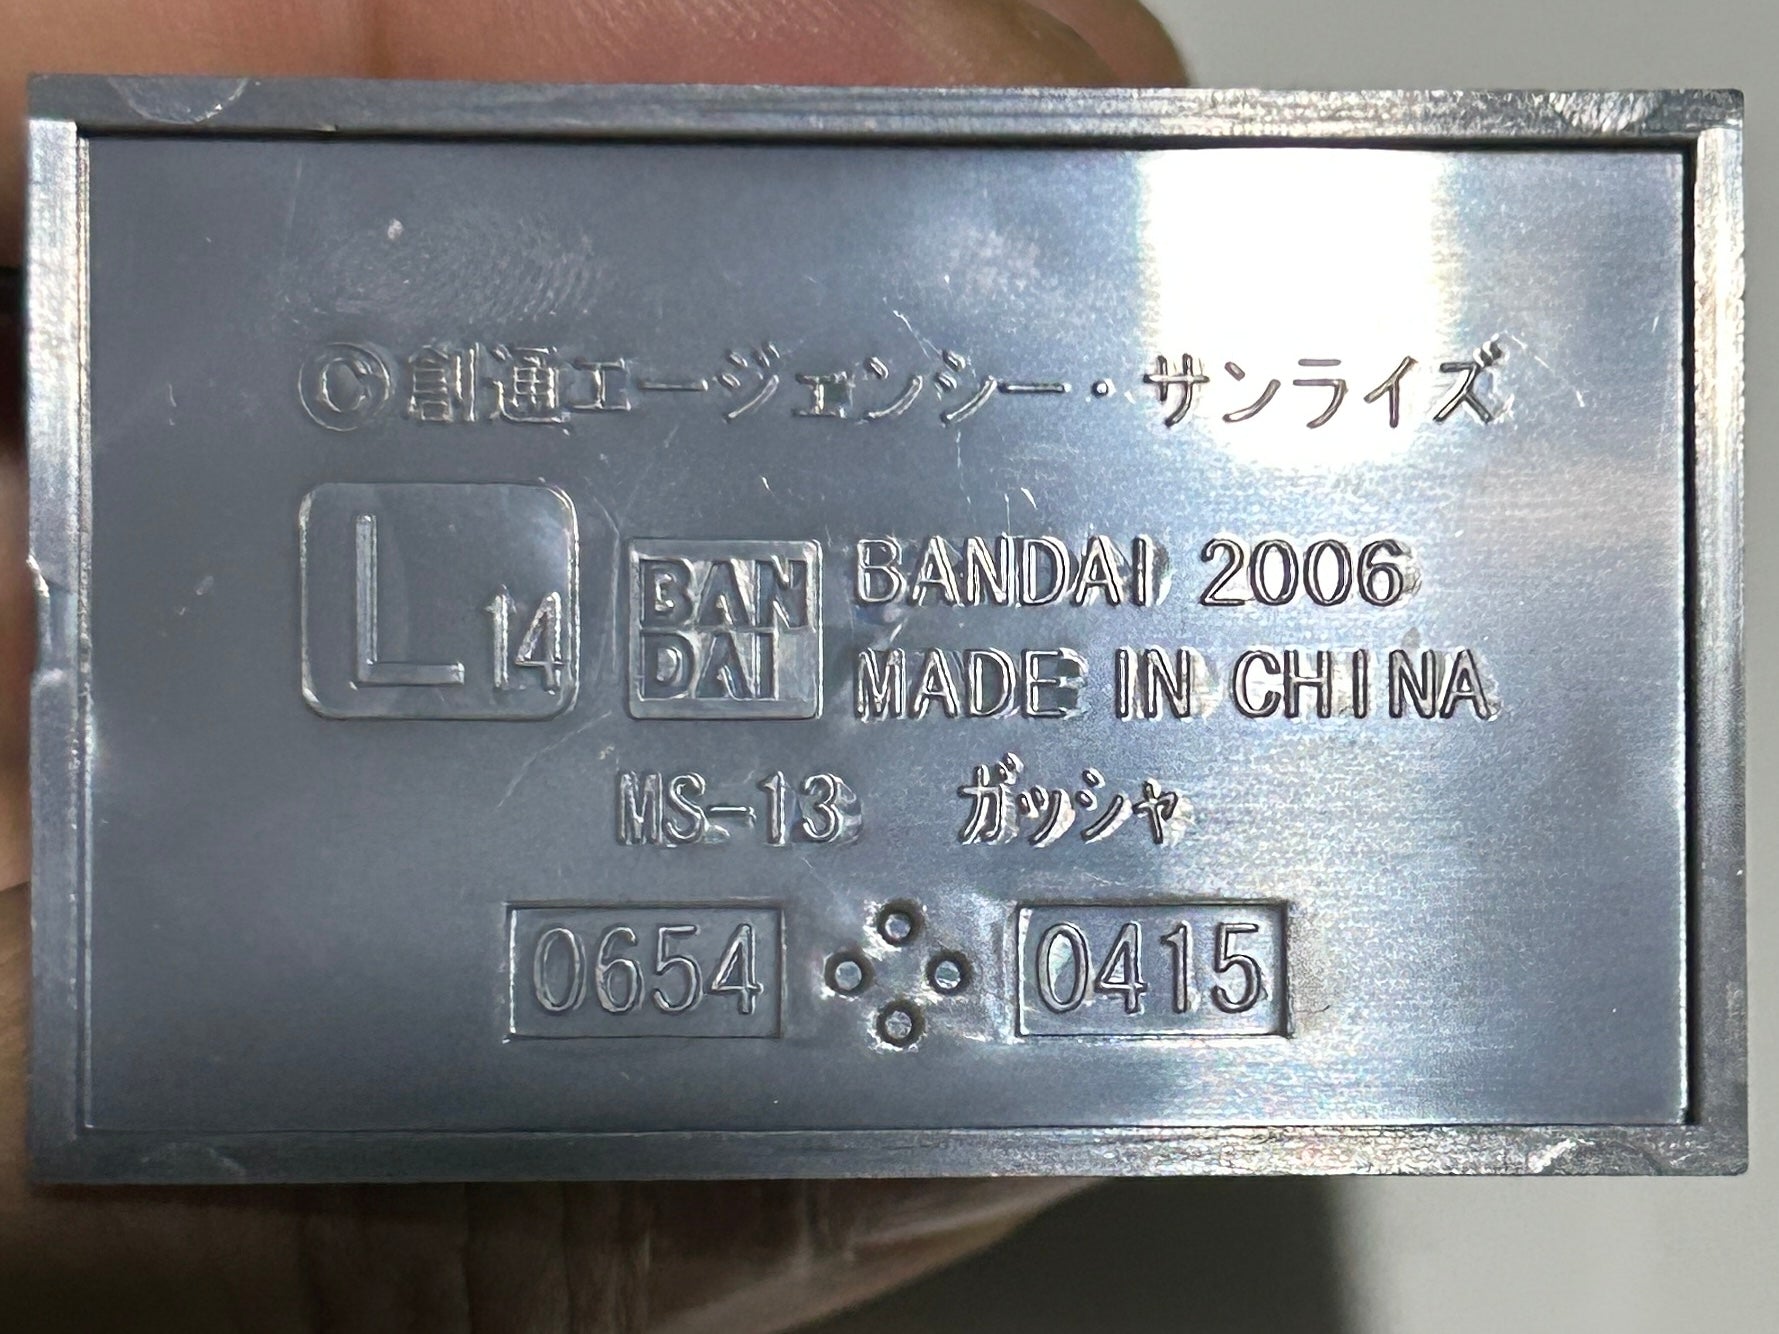 ©創通エージェンシー・サンライズ
L14 BANDAI BANDAI 2006
MADE IN CHINA
MS-13 ガッシャ
0654 0415